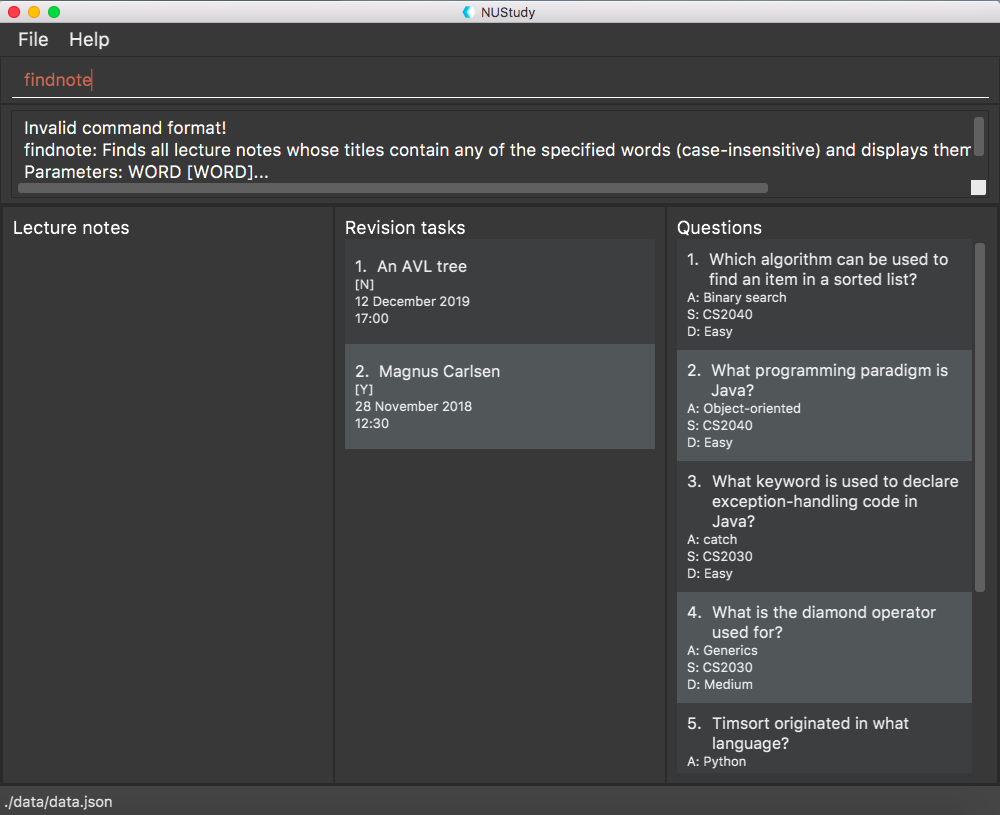 NUStudy
File Help
findnote
Invalid command format!
findnote: Finds all lecture notes whose titles contain any of the specified words (case-insensitive) and displays them
Parameters: WORD [WORD]...
Lecture notes
Revision tasks
1. An AVL tree
[N]
12 December 2019
17:00
2. Magnus Carlsen
[Y]
28 November 2018
12:30
Questions
1. Which algorithm can be used to
find an item in a sorted list?
A: Binary search
S: CS2040
D: Easy
2. What programming paradigm is
Java?
A: Object-oriented
S: CS2040
D: Easy
3. What keyword is used to declare
exception-handling code in
Java?
A: catch
S: CS2030
D: Easy
4. What is the diamond operator
used for?
A: Generics
S: CS2030
D: Medium
5. Timsort originated in what
language?
A: Python
./data/data.json